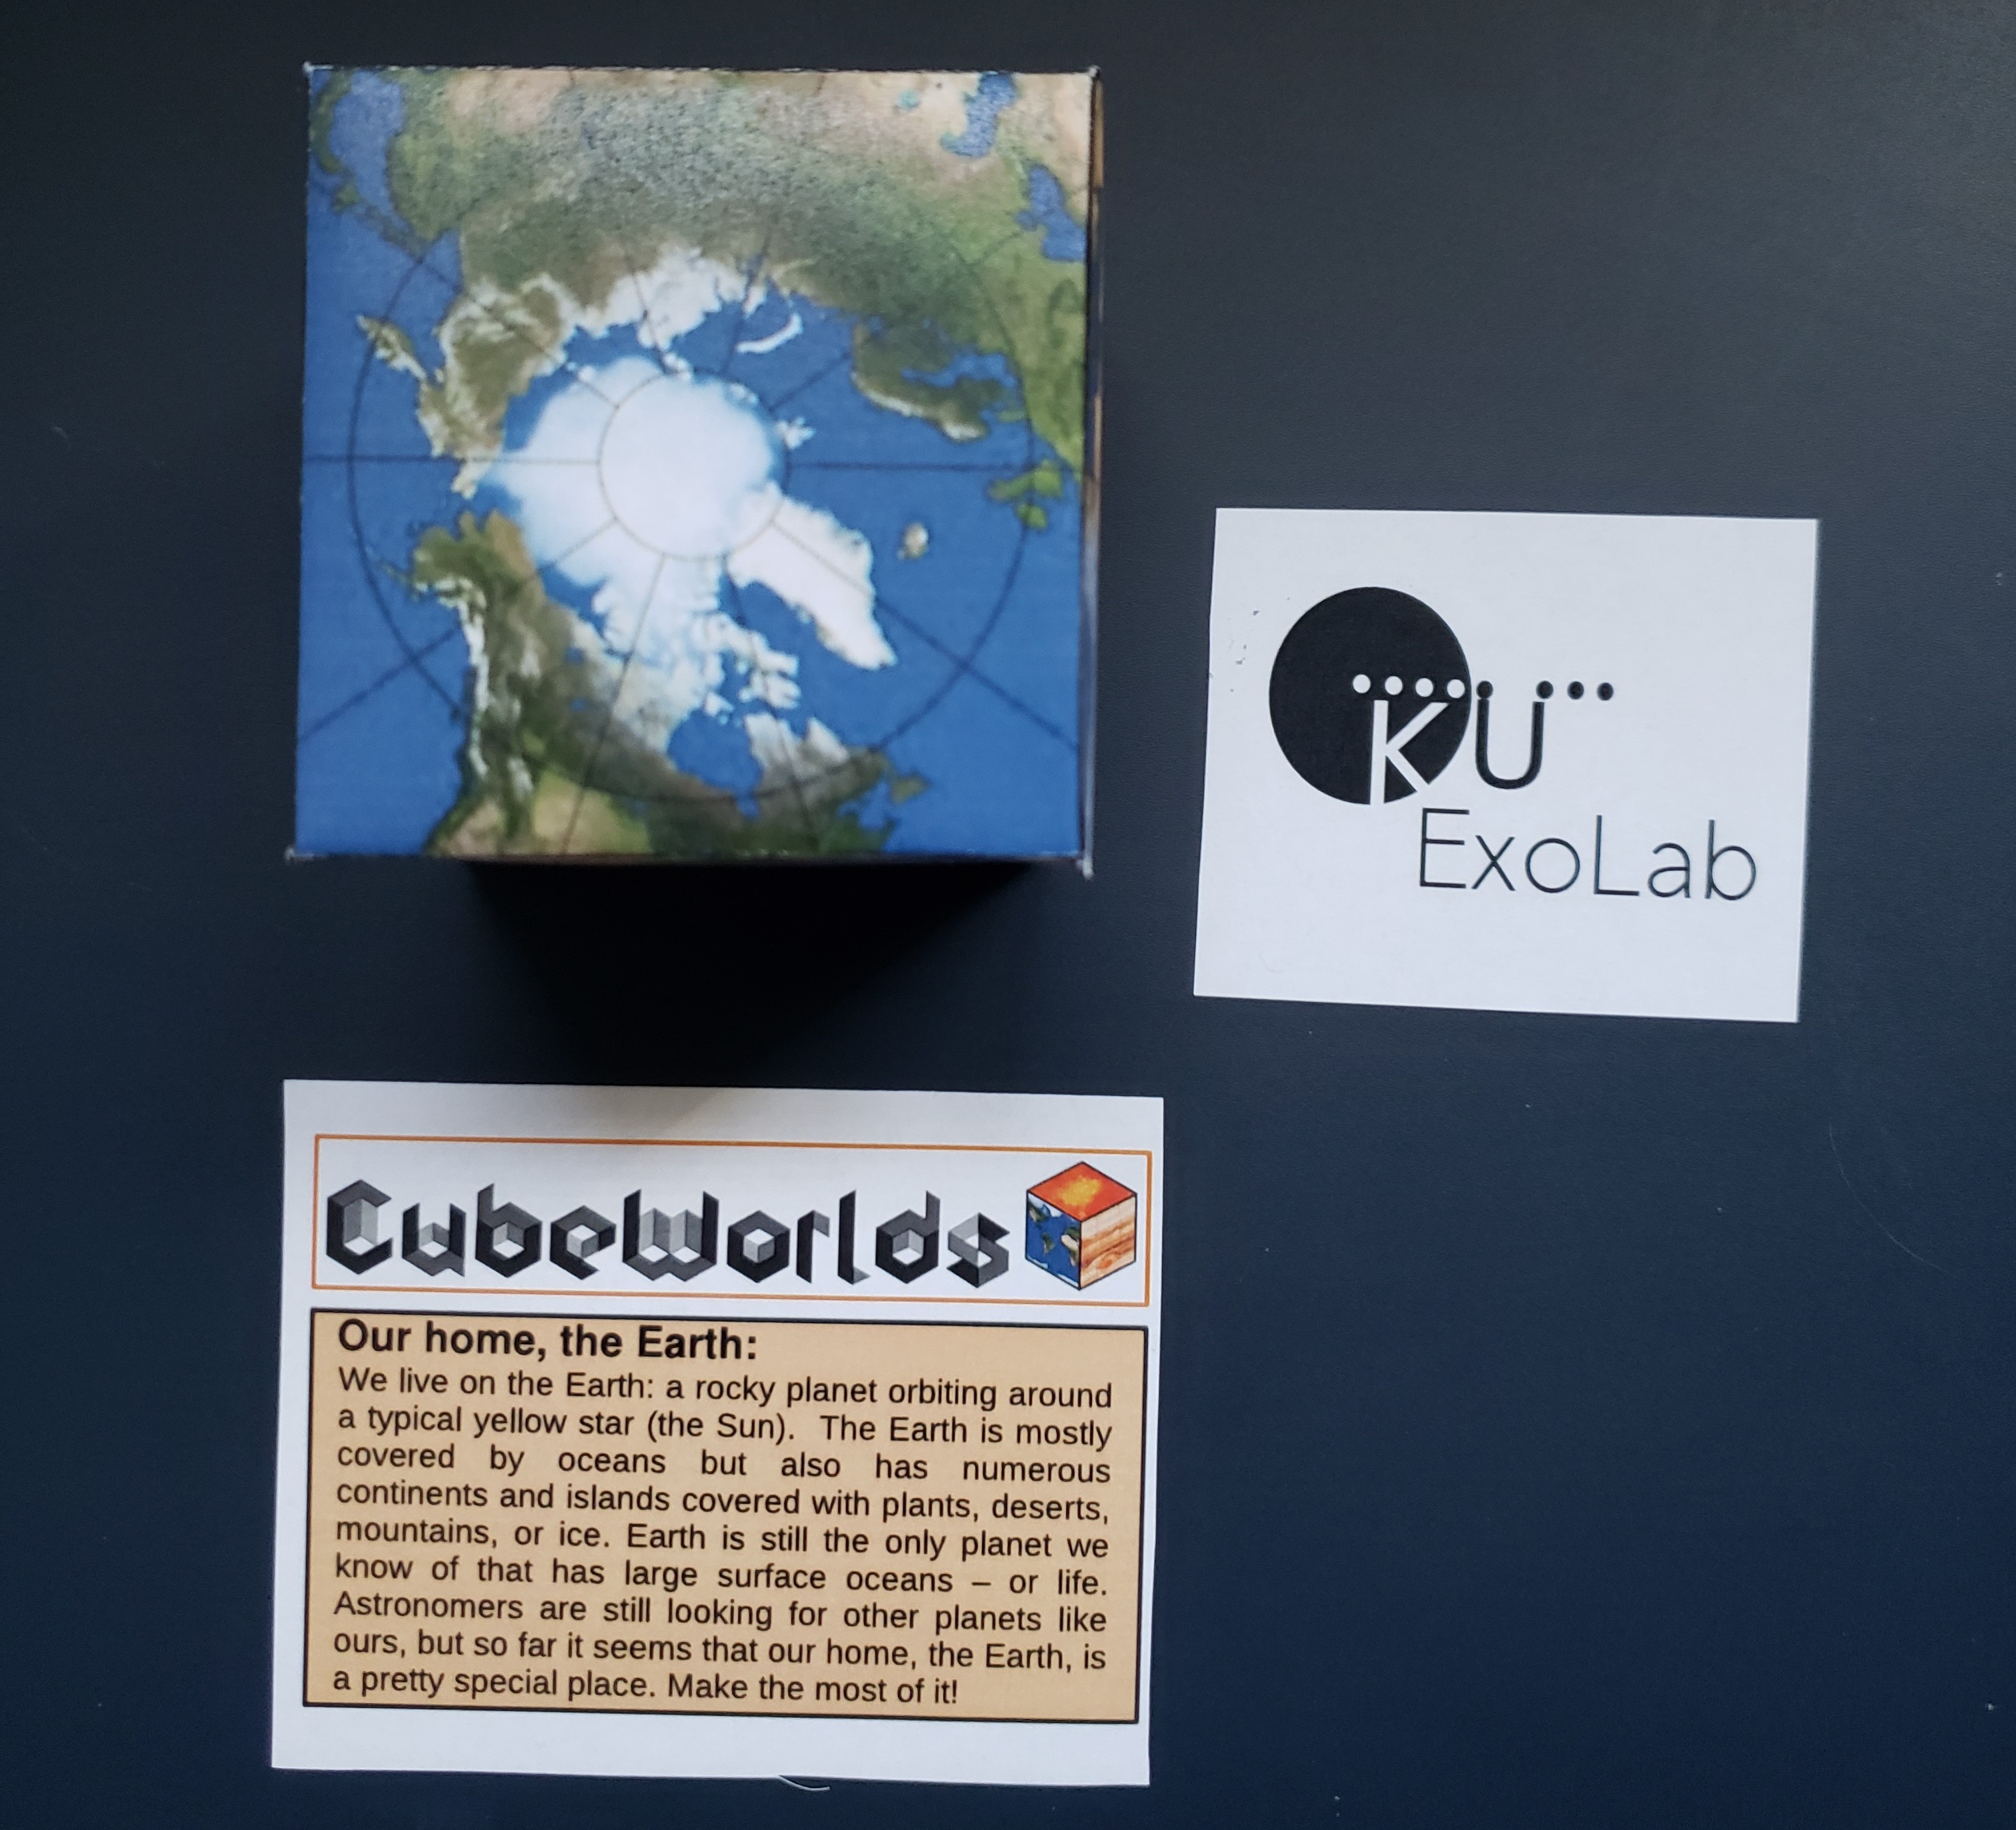 KU
ExoLab
CubeWorlds
Our home, the Earth:
We live on the Earth: a rocky planet orbiting around
a typical yellow star (the Sun). The Earth is mostly
covered by oceans but also has numerous
continents and islands covered with plants, deserts,
mountains, or ice. Earth is still the only planet we
know of that has large surface oceans – or life.
Astronomers are still looking for other planets like
ours, but so far it seems that our home, the Earth, is
a pretty special place. Make the most of it!